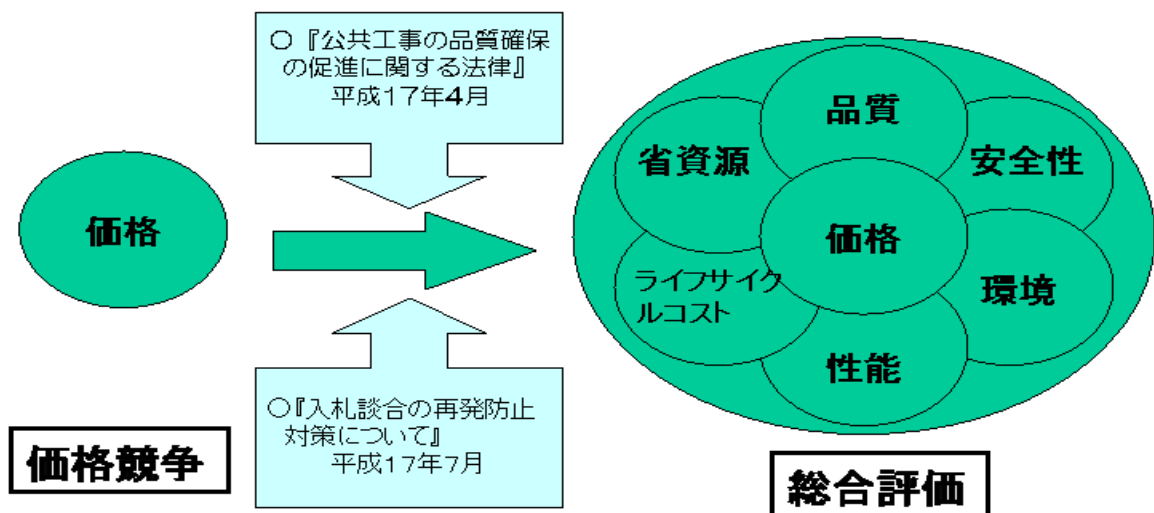 ○『公共工事の品質確保
の促進に関する法律』
平成17年4月
価格
品質
省資源
安全性
価格
ライフサイク
ルコスト
環境
性能
○『入札談合の再発防止
対策について』
平成17年7月
価格競争
総合評価